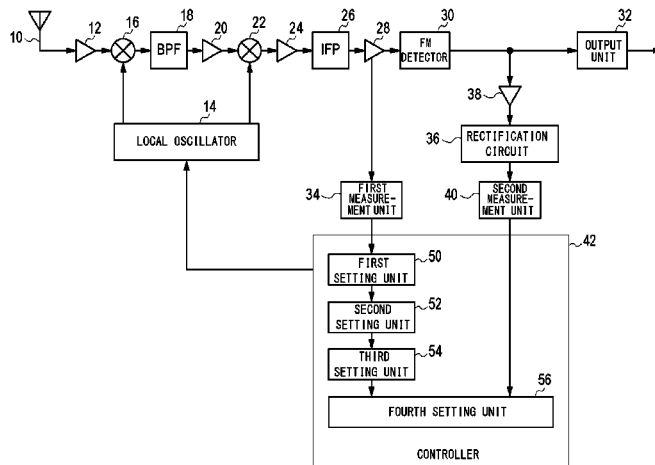 10
12
16
18
BPF
20
22
24
26
IFP
28
30
FM
DETECTOR
32
OUTPUT
UNIT
14
LOCAL OSCILLATOR
38
36
RECTIFICATION
CIRCUIT
34
FIRST
MEASURE-
MENT UNIT
40
SECOND
MEASURE-
MENT UNIT
42
FIRST
SETTING UNIT
50
SECOND
SETTING UNIT
52
THIRD
SETTING UNIT
54
56
FOURTH SETTING UNIT
CONTROLLER